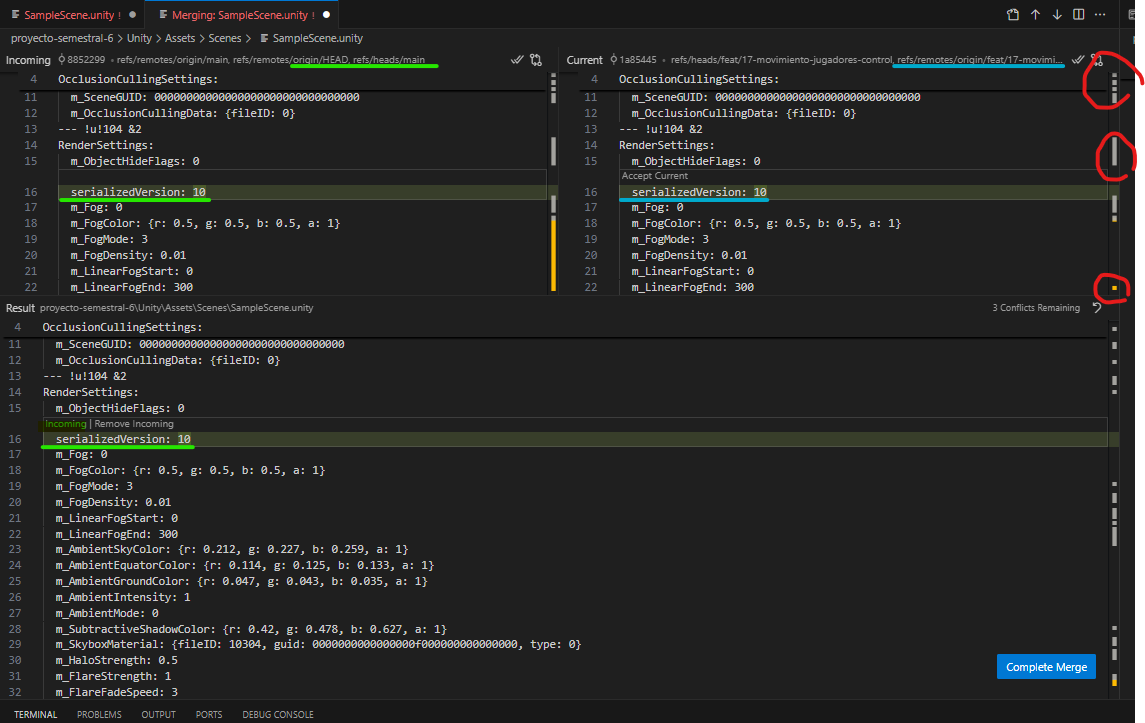 SampleScene.unity !
Merging: SampleScene.unity !
proyecto-semestral-6 > Unity > Assets > Scenes > SampleScene.unity
Incoming 8852299 • refs/remotes/origin/main, refs/remotes/origin/HEAD, refs/heads/main
4 OcclusionCullingSettings:
11 m_SceneGUID: 00000000000000000000000000000000
12 m_OcclusionCullingData: {fileID: 0}
13 --- !u!104 &2
14 RenderSettings:
15 m_ObjectHideFlags: 0
16 serializedVersion: 10
17 m_Fog: 0
18 m_FogColor: {r: 0.5, g: 0.5, b: 0.5, a: 1}
19 m_FogMode: 3
20 m_FogDensity: 0.01
21 m_LinearFogStart: 0
22 m_LinearFogEnd: 300
Current 1a85445 • refs/heads/feat/17-movimiento-jugadores-control, refs/remotes/origin/feat/17-movimi...
4 OcclusionCullingSettings:
11 m_SceneGUID: 00000000000000000000000000000000
12 m_OcclusionCullingData: {fileID: 0}
13 --- !u!104 &2
14 RenderSettings:
15 m_ObjectHideFlags: 0
Accept Current
16 serializedVersion: 10
17 m_Fog: 0
18 m_FogColor: {r: 0.5, g: 0.5, b: 0.5, a: 1}
19 m_FogMode: 3
20 m_FogDensity: 0.01
21 m_LinearFogStart: 0
22 m_LinearFogEnd: 300
Result proyecto-semestral-6\Unity\Assets\Scenes\SampleScene.unity 3 Conflicts Remaining
4 OcclusionCullingSettings:
11 m_SceneGUID: 00000000000000000000000000000000
12 m_OcclusionCullingData: {fileID: 0}
13 --- !u!104 &2
14 RenderSettings:
15 m_ObjectHideFlags: 0
Incoming | Remove Incoming
16 serializedVersion: 10
17 m_Fog: 0
18 m_FogColor: {r: 0.5, g: 0.5, b: 0.5, a: 1}
19 m_FogMode: 3
20 m_FogDensity: 0.01
21 m_LinearFogStart: 0
22 m_LinearFogEnd: 300
23 m_AmbientSkyColor: {r: 0.212, g: 0.227, b: 0.259, a: 1}
24 m_AmbientEquatorColor: {r: 0.114, g: 0.125, b: 0.133, a: 1}
25 m_AmbientGroundColor: {r: 0.047, g: 0.043, b: 0.035, a: 1}
26 m_AmbientIntensity: 1
27 m_AmbientMode: 0
28 m_SubtractiveShadowColor: {r: 0.42, g: 0.478, b: 0.627, a: 1}
29 m_SkyboxMaterial: {fileID: 10304, guid: 0000000000000000f000000000000000, type: 0}
30 m_HaloStrength: 0.5
31 m_FlareStrength: 1
32 m_FlareFadeSpeed: 3
Complete Merge
TERMINAL PROBLEMS OUTPUT PORTS DEBUG CONSOLE